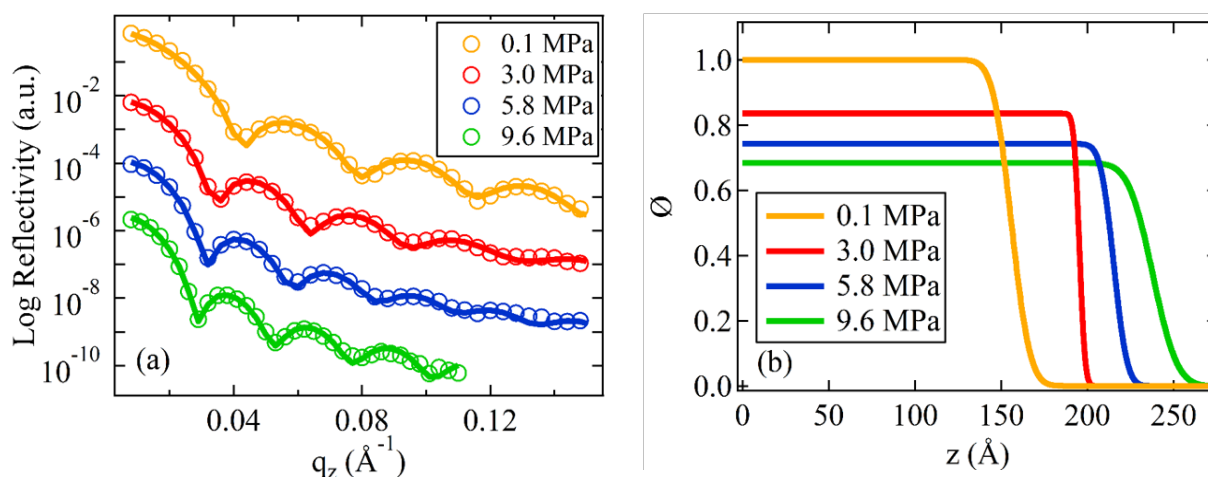 Log Reflectivity (a.u.)
10-2
10-4
10-6
10-8
10-10
0.1 MPa
3.0 MPa
5.8 MPa
9.6 MPa
(a)
0.04
0.08
0.12
qz (Å-1)
Ø
1.0
0.8
0.6
0.4
0.2
0.0
0.1 MPa
3.0 MPa
5.8 MPa
9.6 MPa
(b)
0
50
100
150
200
250
z (Å)